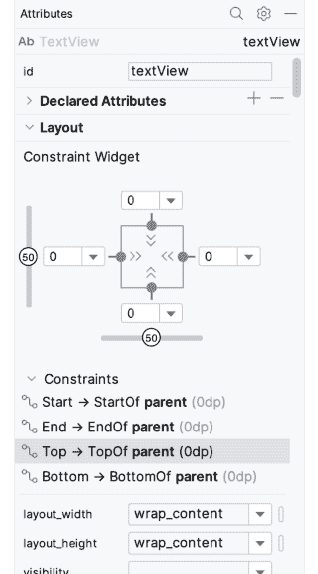 Attributes
Ab TextView textView
id textView
Declared Attributes
Layout
Constraint Widget
0
50 0 0
0
50
Constraints
Start → StartOf parent (0dp)
End → EndOf parent (0dp)
Top → TopOf parent (0dp)
Bottom → BottomOf parent (0dp)
layout_width wrap_content
layout_height wrap_content
visibility